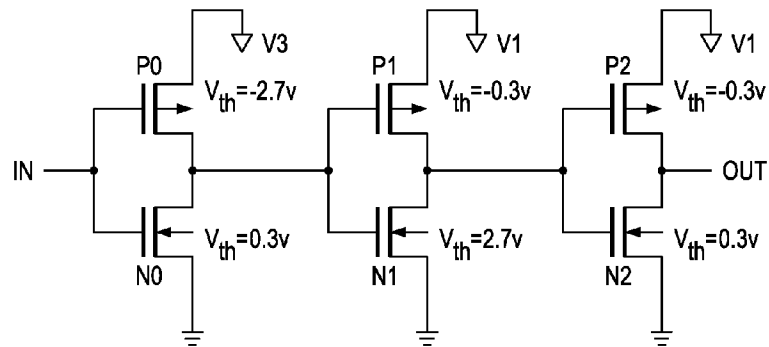 V3 V1 V1
P0 P1 P2
Vth=-2.7v Vth=-0.3v Vth=-0.3v
IN OUT
Vth=0.3v Vth=2.7v Vth=0.3v
N0 N1 N2